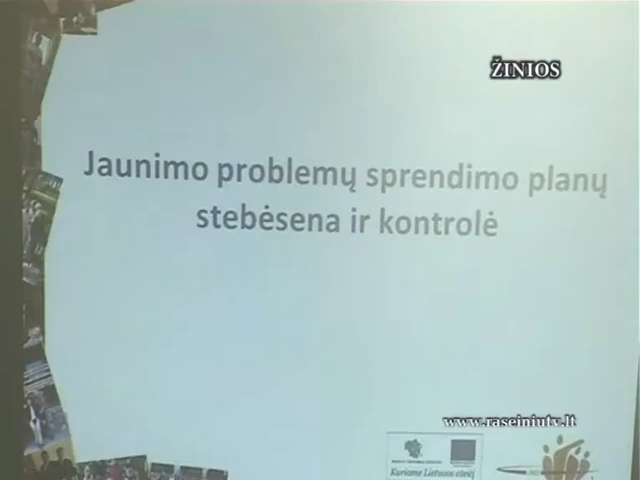 ŽINIOS
Jaunimo problemų sprendimo planų
stebėsena ir kontrolė
www.raseiniutv.lt
Kuriame Lietuvos ateitį